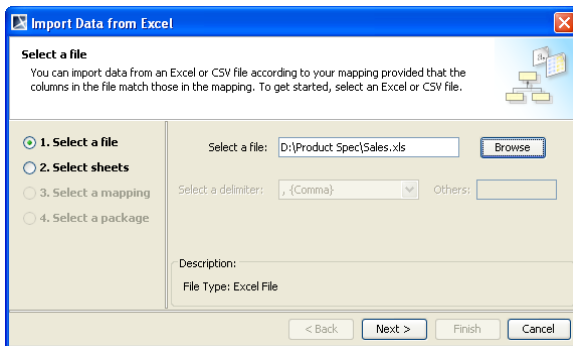 Import Data from Excel
Select a file
You can import data from an Excel or CSV file according to your mapping provided that the
columns in the file match those in the mapping. To get started, select an Excel or CSV file.
1. Select a file
2. Select sheets
3. Select a mapping
4. Select a package
Select a file: D:\Product Spec\Sales.xls Browse
Select a delimiter: , {Comma} Others:
Description:
File Type: Excel File
< Back Next > Finish Cancel